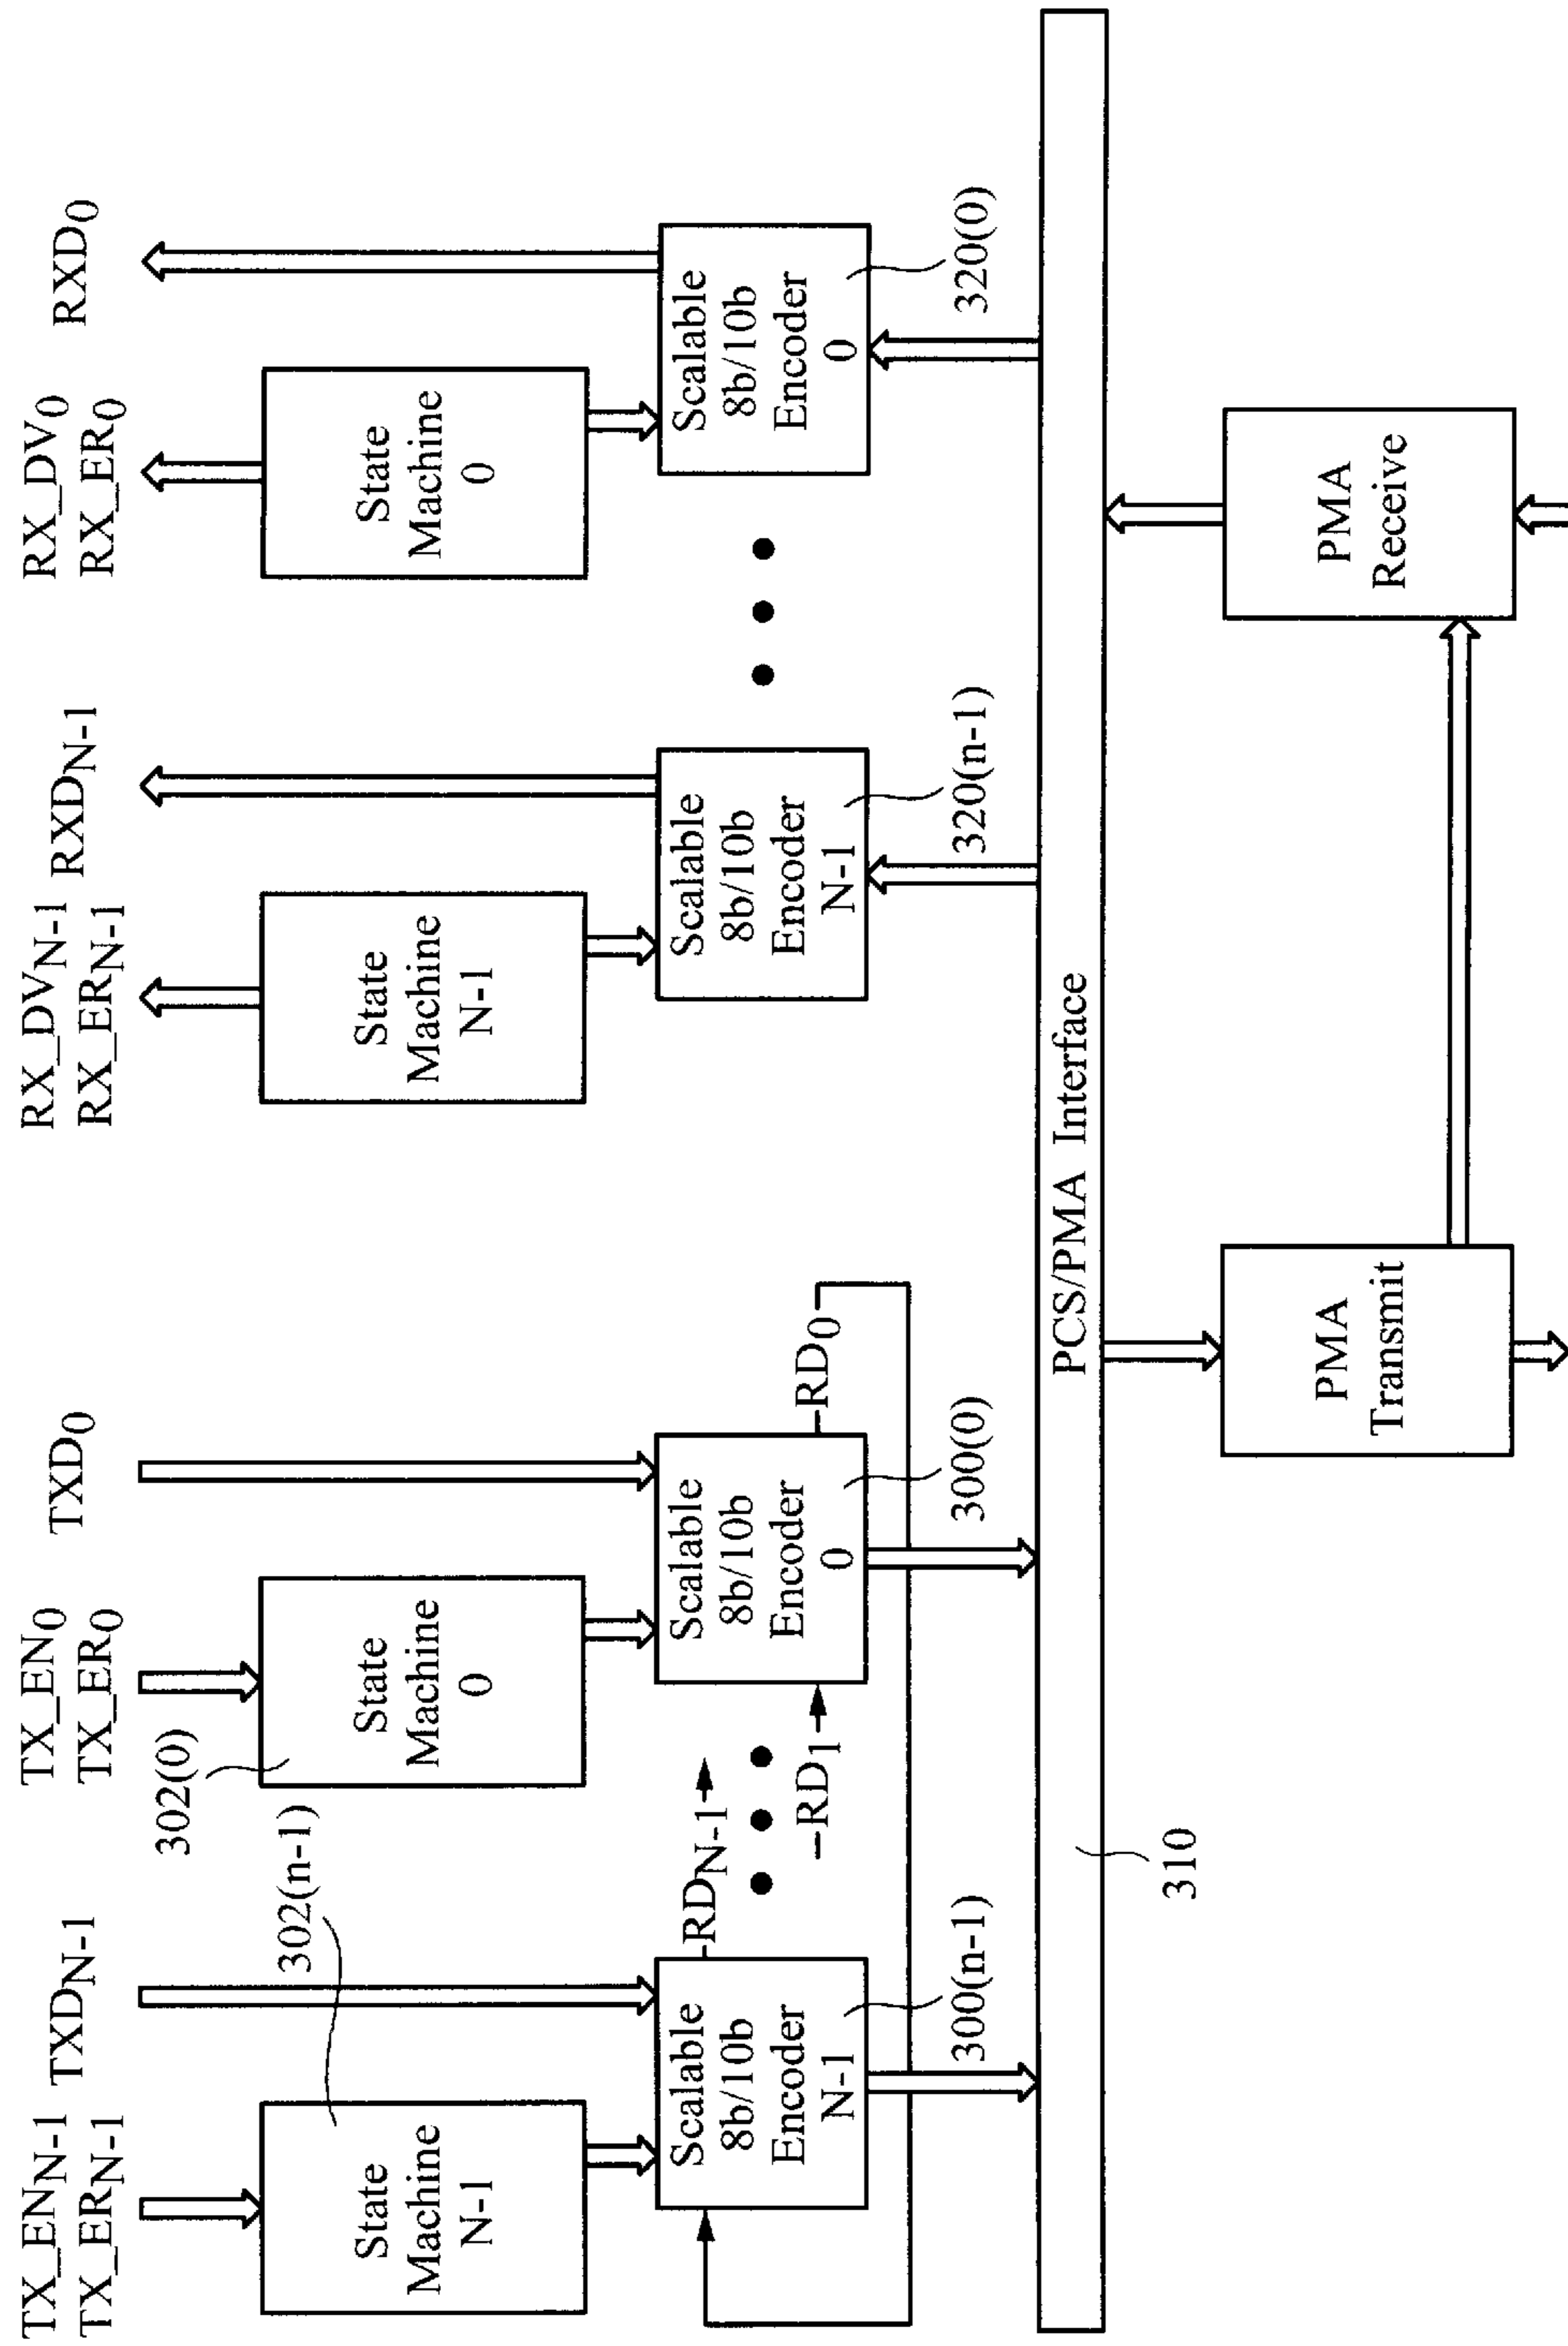 TX_ENN-1
TX_ERN-1
TXDN-1
TX_EN0
TX_ER0
TXD0
RX_DVN-1
RX_ERN-1
RXDN-1
RX_DV0
RX_ER0
RXD0
302(n-1)
302(0)
State
Machine
N-1
State
Machine
0
State
Machine
N-1
State
Machine
0
Scalable
8b/10b
Encoder
N-1
RDN-1
RD1
Scalable
8b/10b
Encoder
0
RD0
Scalable
8b/10b
Encoder
N-1
Scalable
8b/10b
Encoder
0
300(n-1)
300(0)
320(n-1)
320(0)
PCS/PMA Interface
310
PMA
Transmit
PMA
Receive